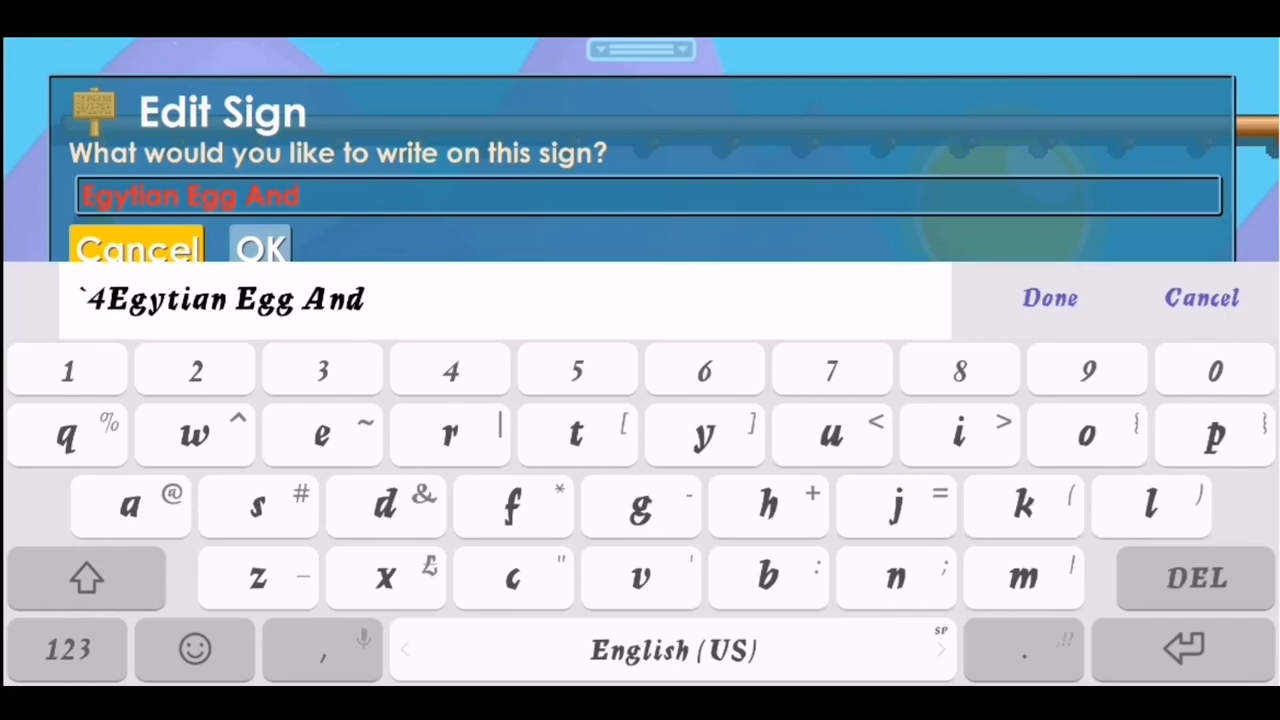 Edit Sign
What would you like to write on this sign?
Egytian Egg And
Cancel OK
`4Egytian Egg And Done Cancel
1 2 3 4 5 6 7 8 9 0
q % w ^ e ~ r | t [ y ] u < i > o { p }
a @ s # d & f * g - h + j = k ( l )
z _ x £ c " v ' b : n ; m / DEL
123 , < English (US) SP > . ,!?